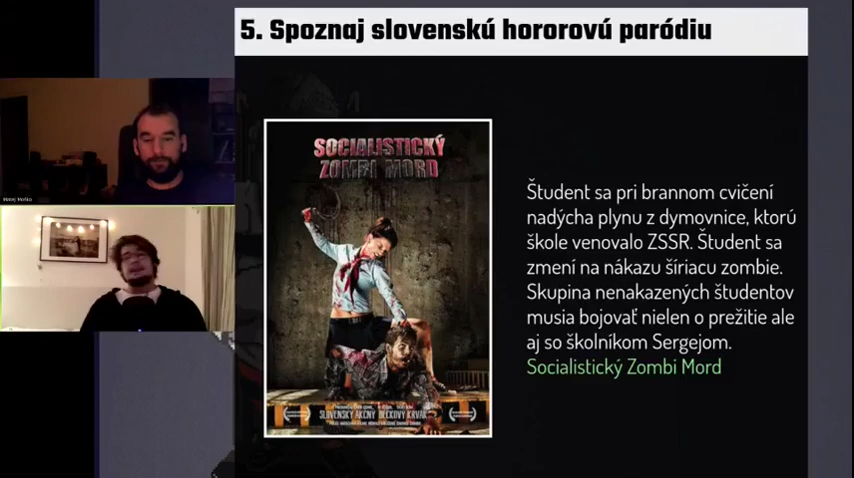 5. Spoznaj slovenskú hororovú paródiu
SOCIALISTICKÝ
ZOMBI MORD
SLOVENSKÝ AKČNÝ BÉČKOVÝ KRVÁK
Študent sa pri brannom cvičení
nadýcha plynu z dymovnice, ktorú
škole venovalo ZSSR. Študent sa
zmení na nákazu šíriacu zombie.
Skupina nenakazených študentov
musia bojovať nielen o prežitie ale
aj so školníkom Sergejom.
Socialistický Zombi Mord